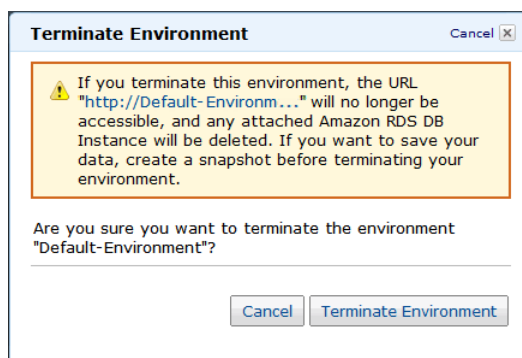 Terminate Environment Cancel
If you terminate this environment, the URL
"http://Default-Environm..." will no longer be
accessible, and any attached Amazon RDS DB
Instance will be deleted. If you want to save your
data, create a snapshot before terminating your
environment.
Are you sure you want to terminate the environment
"Default-Environment"?
Cancel Terminate Environment